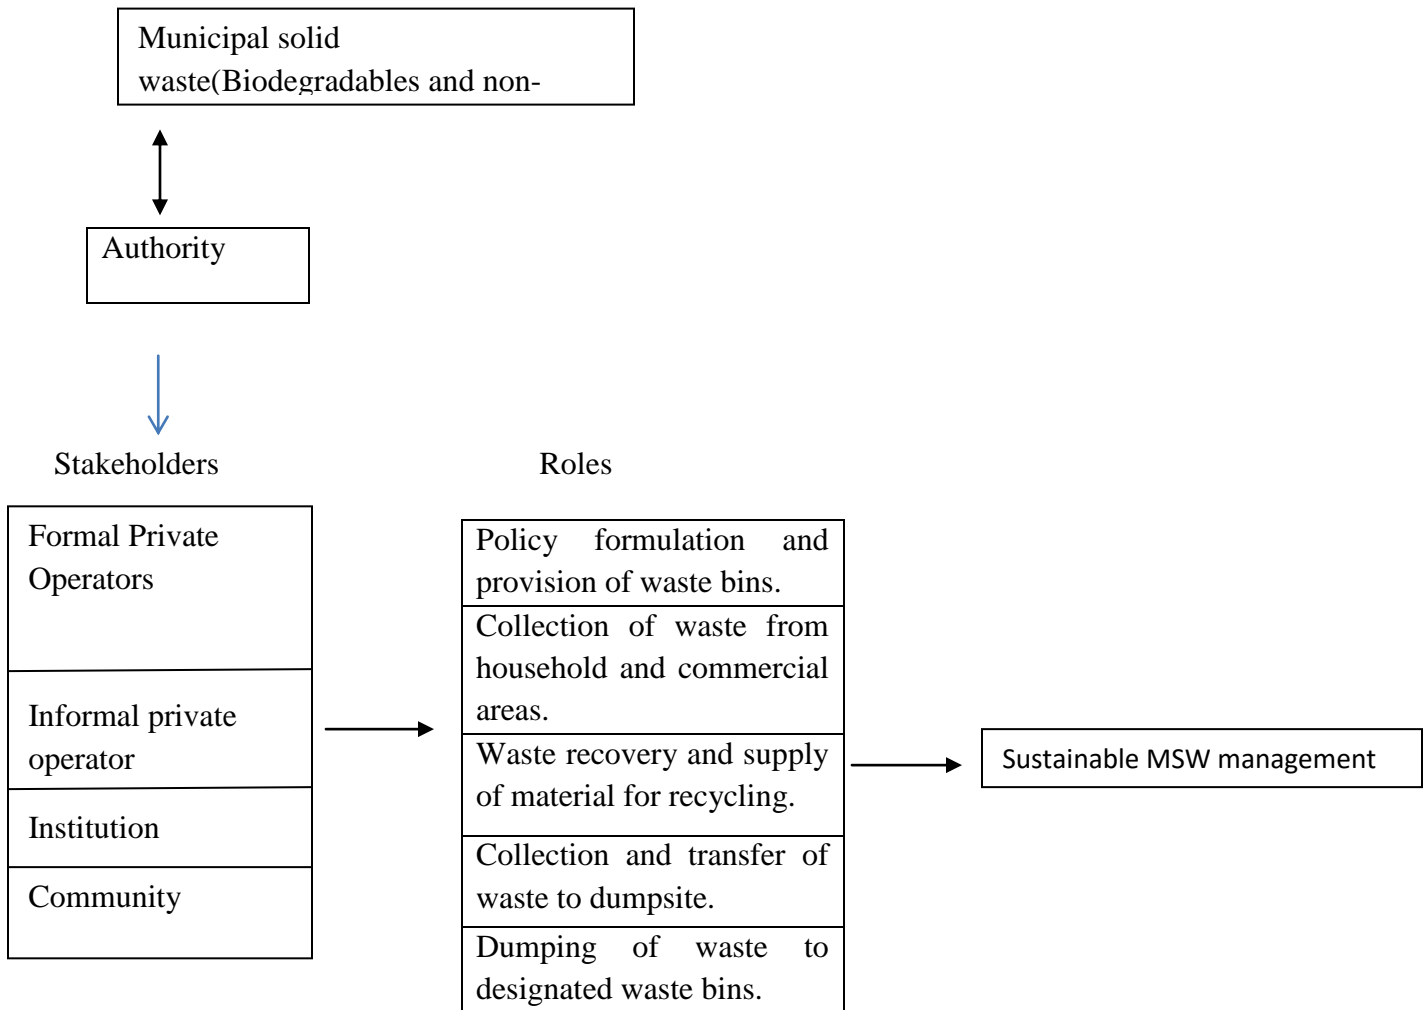 Municipal solid
waste(Biodegradables and non-
Authority
Stakeholders
Roles
Formal Private
Operators
Informal private
operator
Institution
Community
Policy formulation and
provision of waste bins.
Collection of waste from
household and commercial
areas.
Waste recovery and supply
of material for recycling.
Collection and transfer of
waste to dumpsite.
Dumping of waste to
designated waste bins.
Sustainable MSW management